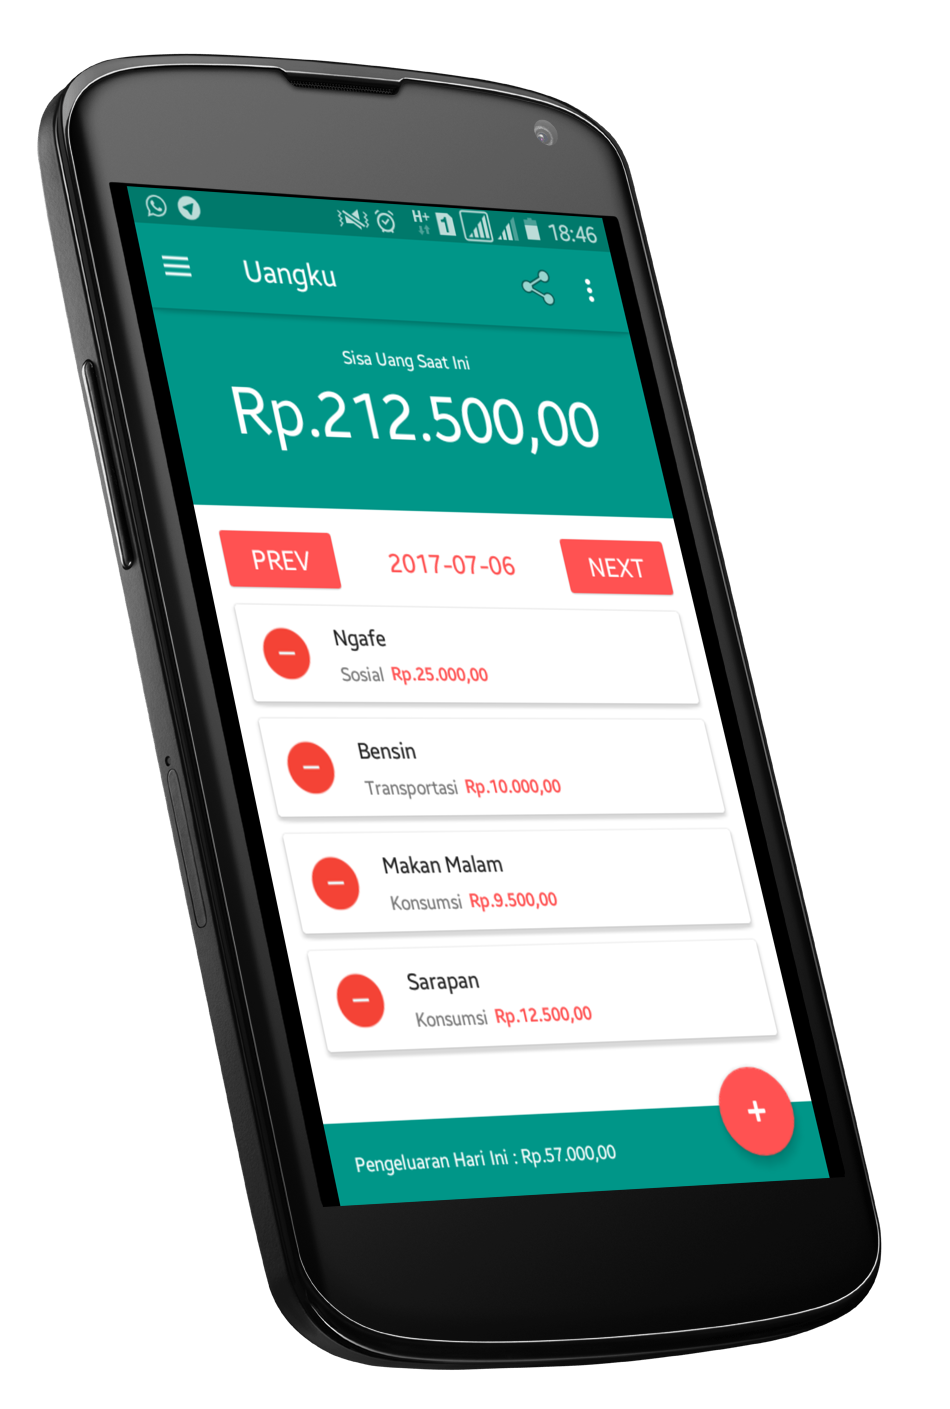 H+ 1 18:46
Uangku
Sisa Uang Saat Ini
Rp.212.500,00
PREV 2017-07-06 NEXT
Ngafe
Sosial Rp.25.000,00
Bensin
Transportasi Rp.10.000,00
Makan Malam
Konsumsi Rp.9.500,00
Sarapan
Konsumsi Rp.12.500,00
+
Pengeluaran Hari Ini : Rp.57.000,00